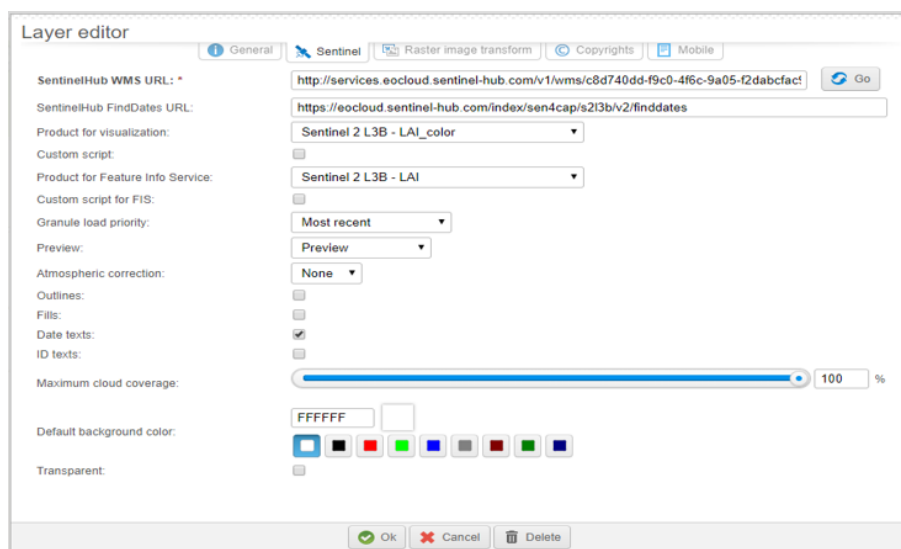 Layer editor
General Sentinel Raster image transform Copyrights Mobile
SentinelHub WMS URL: * http://services.eocloud.sentinel-hub.com/v1/wms/c8d740dd-f9c0-4f6c-9a05-f2dabcfac9 Go
SentinelHub FindDates URL: https://eocloud.sentinel-hub.com/index/sen4cap/s2l3b/v2/finddates
Product for visualization: Sentinel 2 L3B - LAI_color
Custom script:
Product for Feature Info Service: Sentinel 2 L3B - LAI
Custom script for FIS:
Granule load priority: Most recent
Preview: Preview
Atmospheric correction: None
Outlines:
Fills:
Date texts:
ID texts:
Maximum cloud coverage: 100 %
FFFFFF
Default background color:
Transparent:
Ok Cancel Delete